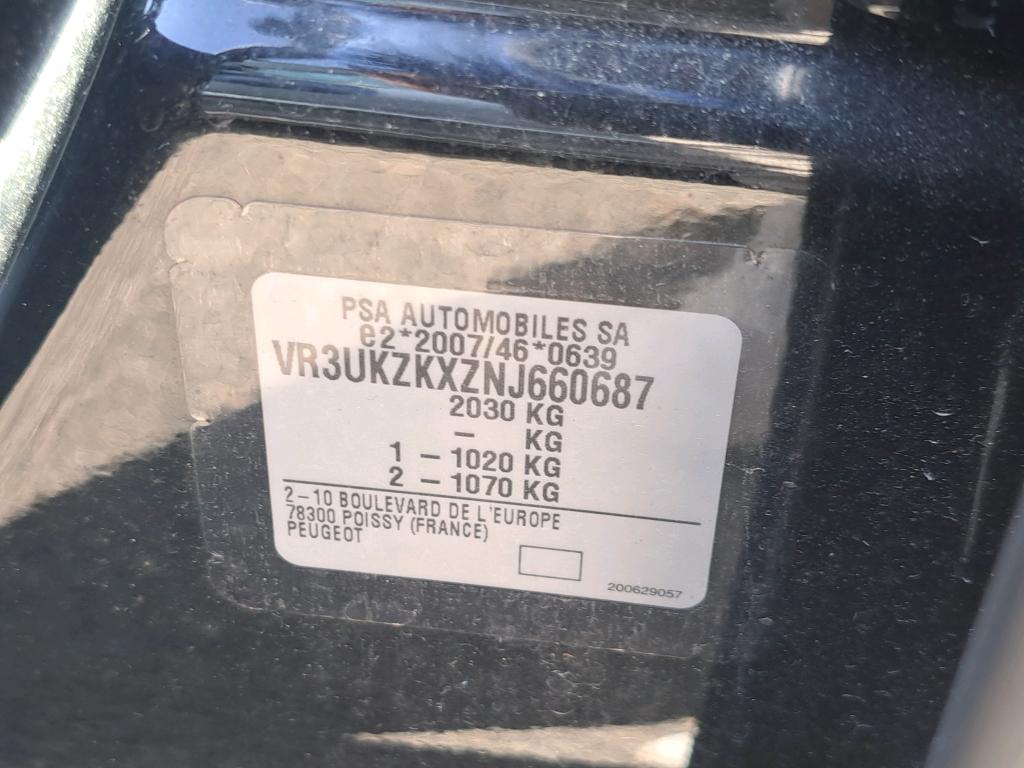 PSA AUTOMOBILES SA
e2*2007/46*0639
VR3UKZKXZNJ660687
2030 KG
– KG
1 – 1020 KG
2 – 1070 KG
2–10 BOULEVARD DE L'EUROPE
78300 POISSY (FRANCE)
PEUGEOT
200629057